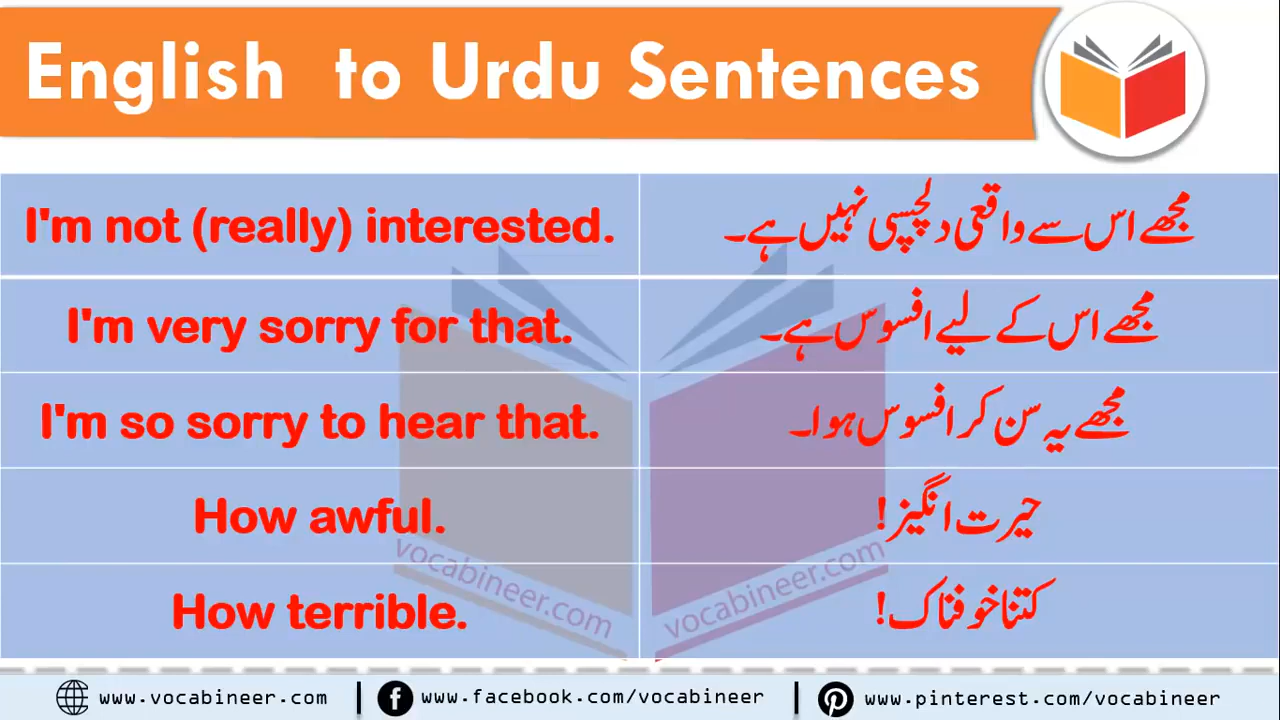 English to Urdu Sentences
I'm not (really) interested.
مجھے اس سے واقعی دلچسپی نہیں ہے۔
I'm very sorry for that.
مجھے اس کے لیے افسوس ہے۔
I'm so sorry to hear that.
مجھے یہ سن کر افسوس ہوا۔
How awful.
حیرت انگیز!
How terrible.
کتنا خوفناک!
vocabineer.com
vocabineer.com
www.vocabineer.com | www.facebook.com/vocabineer | www.pinterest.com/vocabineer